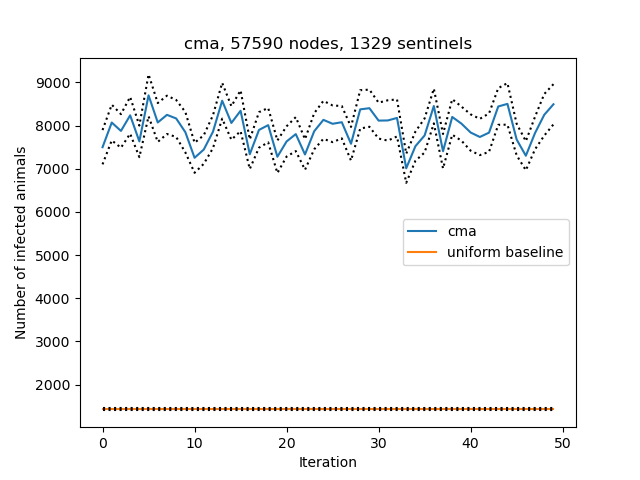 cma, 57590 nodes, 1329 sentinels
Number of infected animals
9000
8000
7000
6000
5000
4000
3000
2000
cma
uniform baseline
0 10 20 30 40 50
Iteration